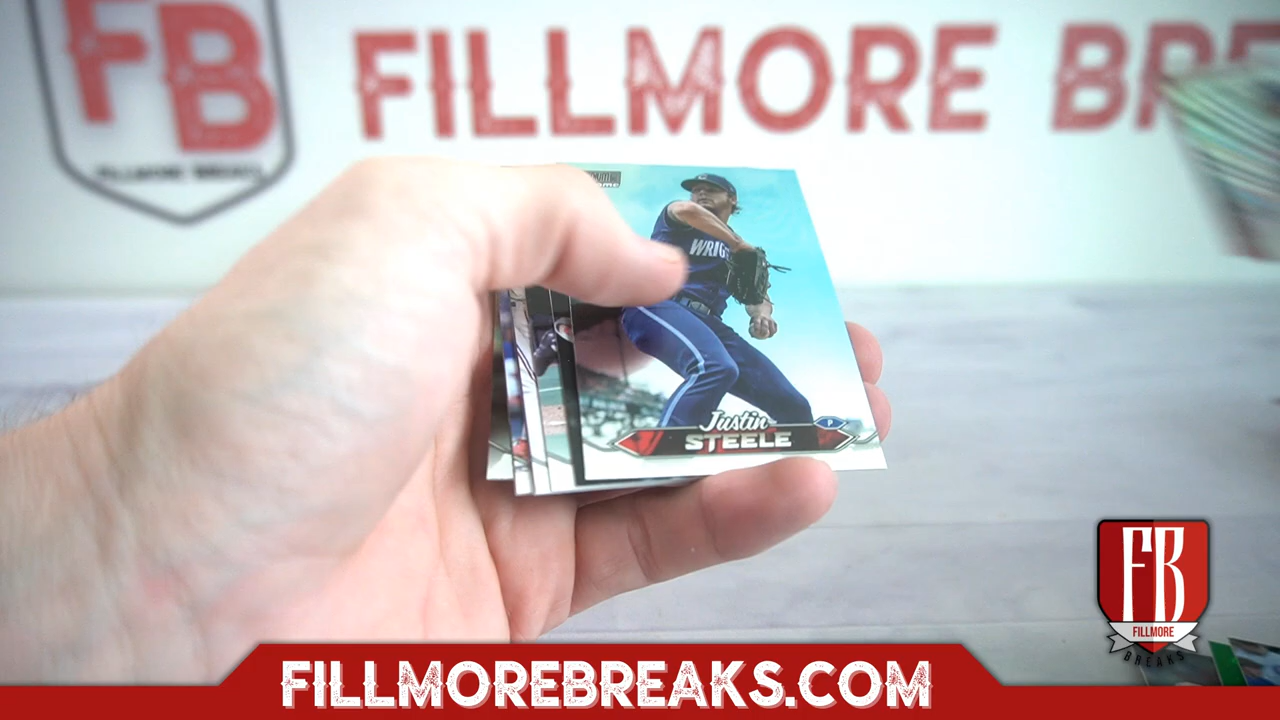 FB
FILLMORE BREAKS
FILLMORE BRE
WRIG
Justin
P
STEELE
FB
FILLMORE
BREAKS
FILLMOREBREAKS.COM